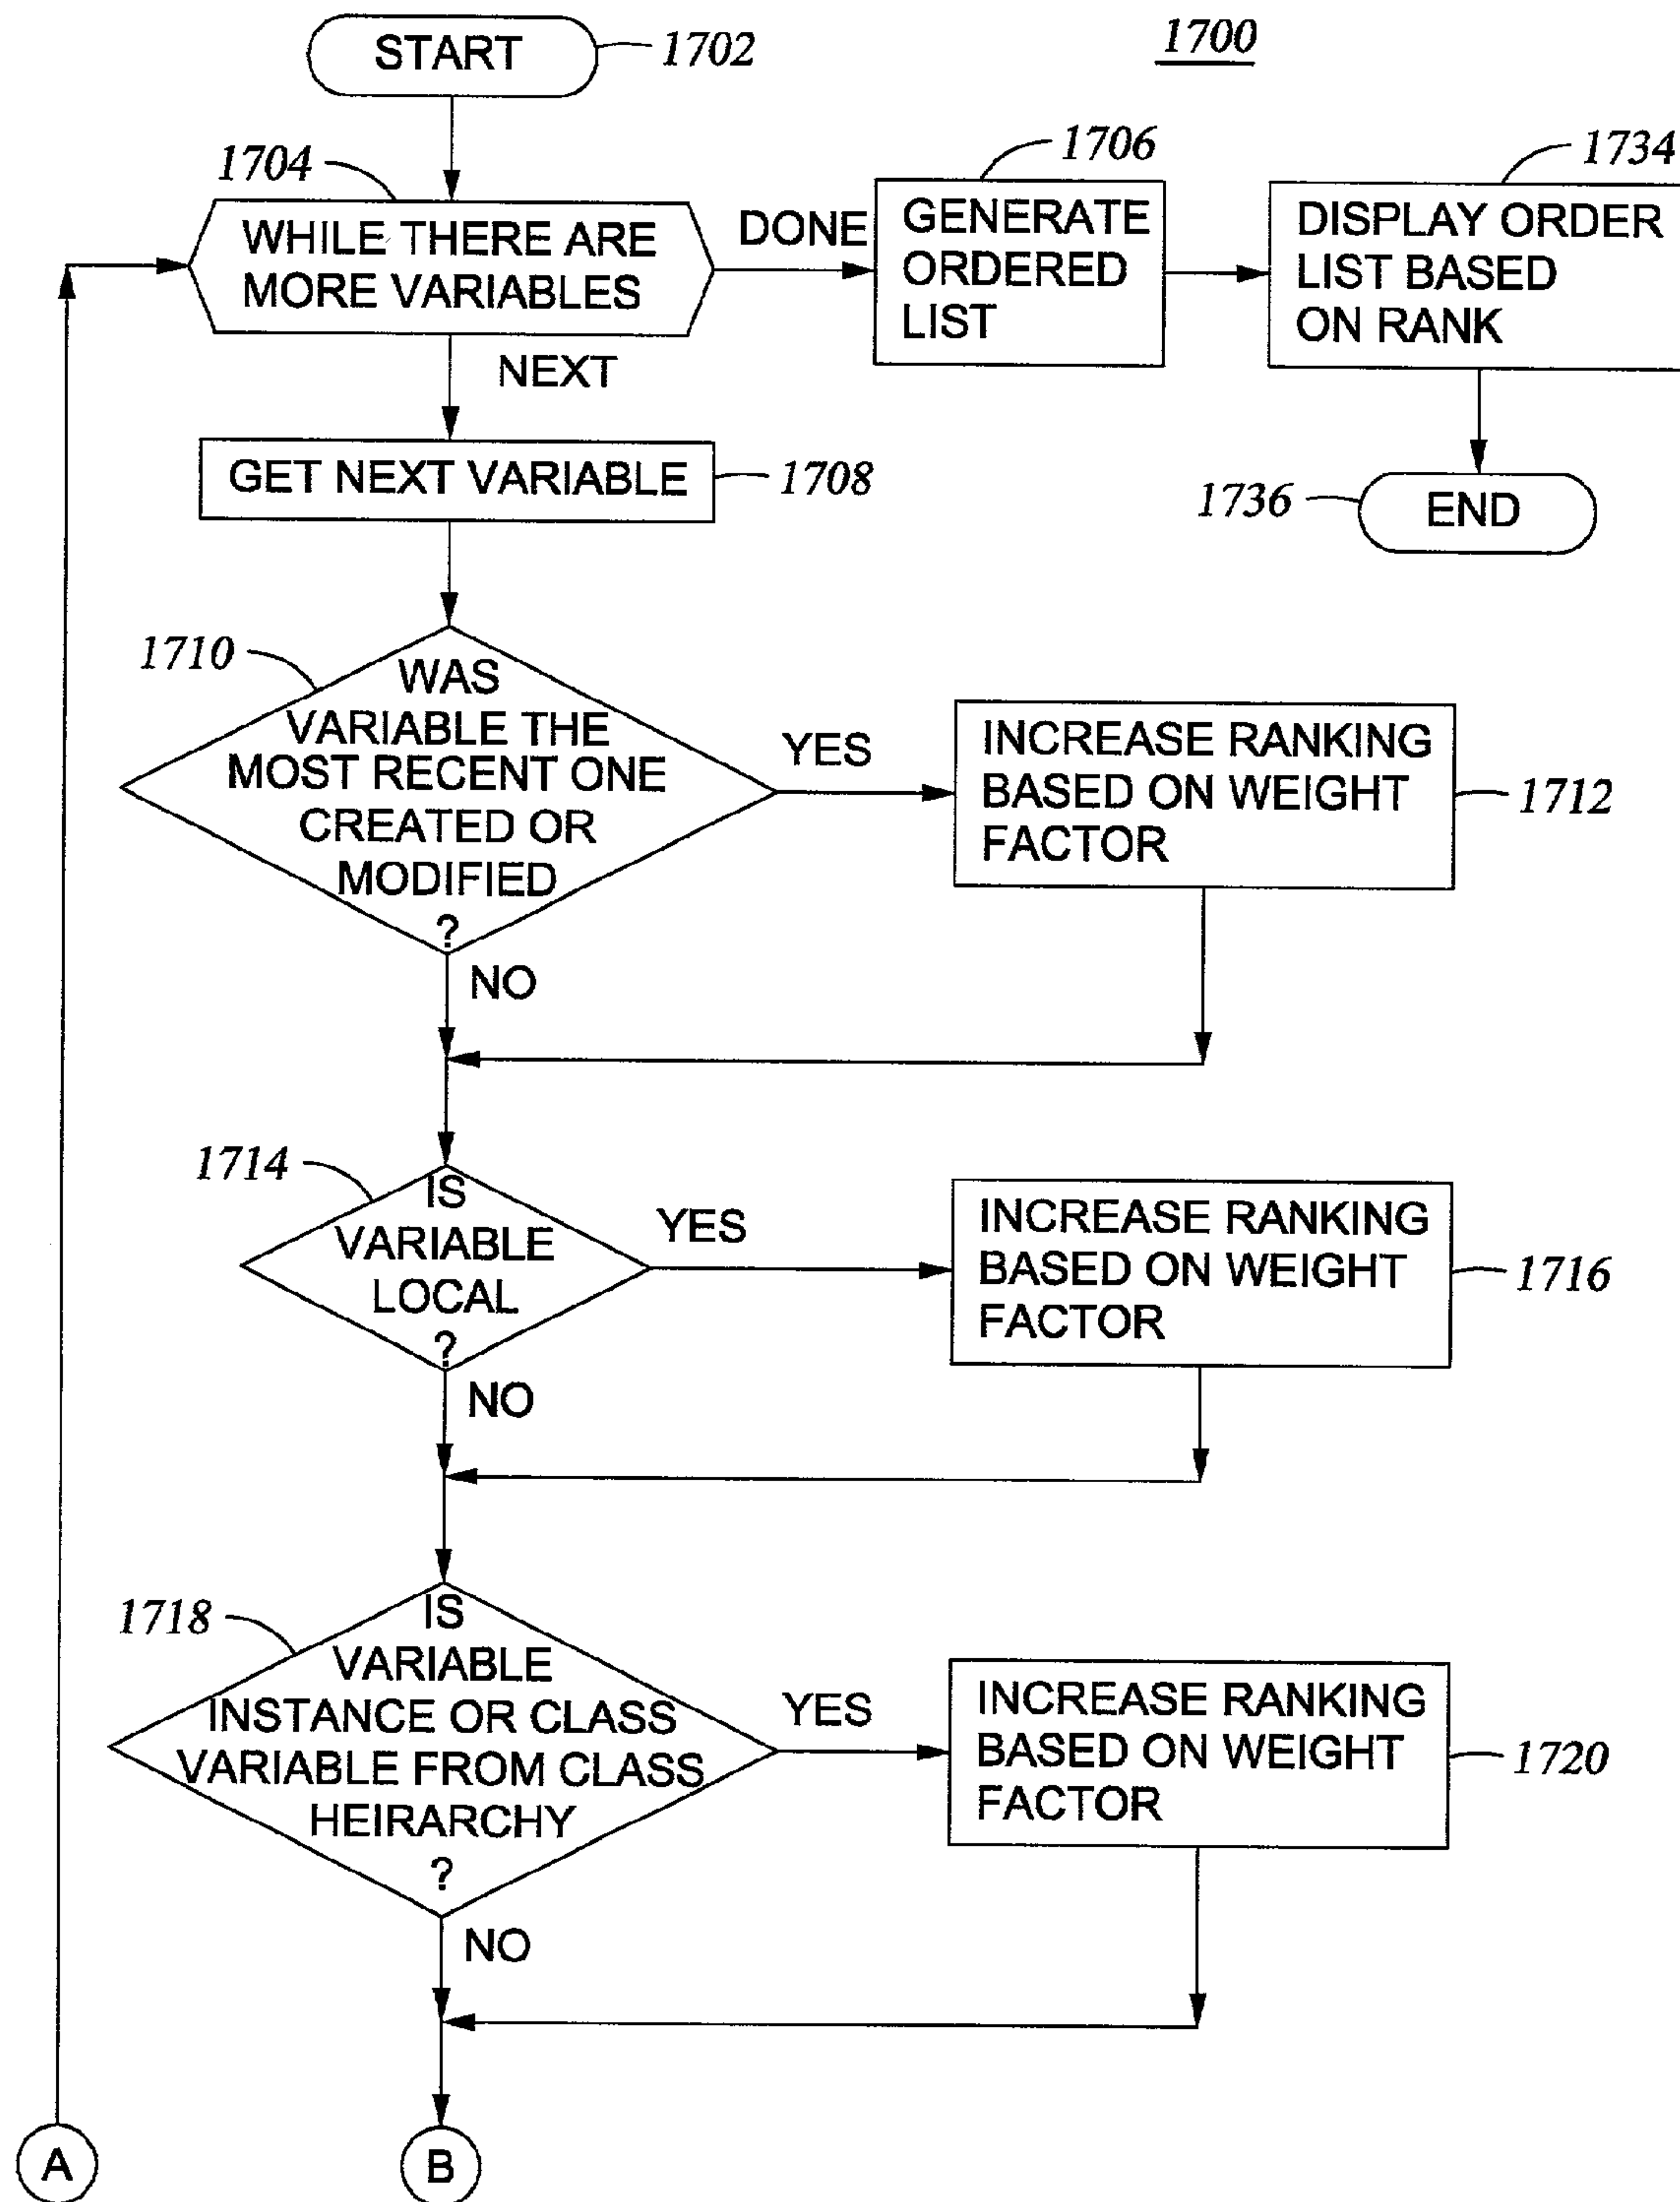 1700
START
1702
1704
WHILE THERE ARE
MORE VARIABLES
DONE
1706
GENERATE
ORDERED
LIST
1734
DISPLAY ORDER
LIST BASED
ON RANK
NEXT
GET NEXT VARIABLE
1708
1736
END
1710
WAS
VARIABLE THE
MOST RECENT ONE
CREATED OR
MODIFIED
?
YES
INCREASE RANKING
BASED ON WEIGHT
FACTOR
1712
NO
1714
IS
VARIABLE
LOCAL
?
YES
INCREASE RANKING
BASED ON WEIGHT
FACTOR
1716
NO
1718
IS
VARIABLE
INSTANCE OR CLASS
VARIABLE FROM CLASS
HEIRARCHY
?
YES
INCREASE RANKING
BASED ON WEIGHT
FACTOR
1720
NO
A
B